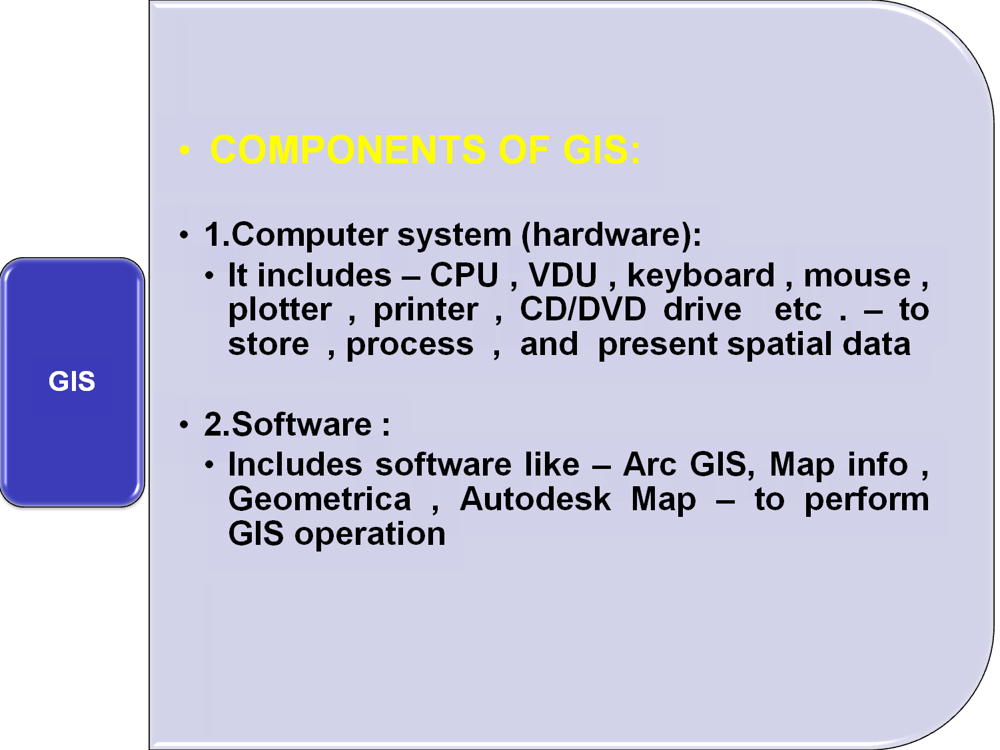 • COMPONENTS OF GIS:
• 1.Computer system (hardware):
• It includes – CPU , VDU , keyboard , mouse ,
plotter , printer , CD/DVD drive etc . – to
store , process , and present spatial data
GIS
• 2.Software :
• Includes software like – Arc GIS, Map info ,
Geometrica , Autodesk Map – to perform
GIS operation